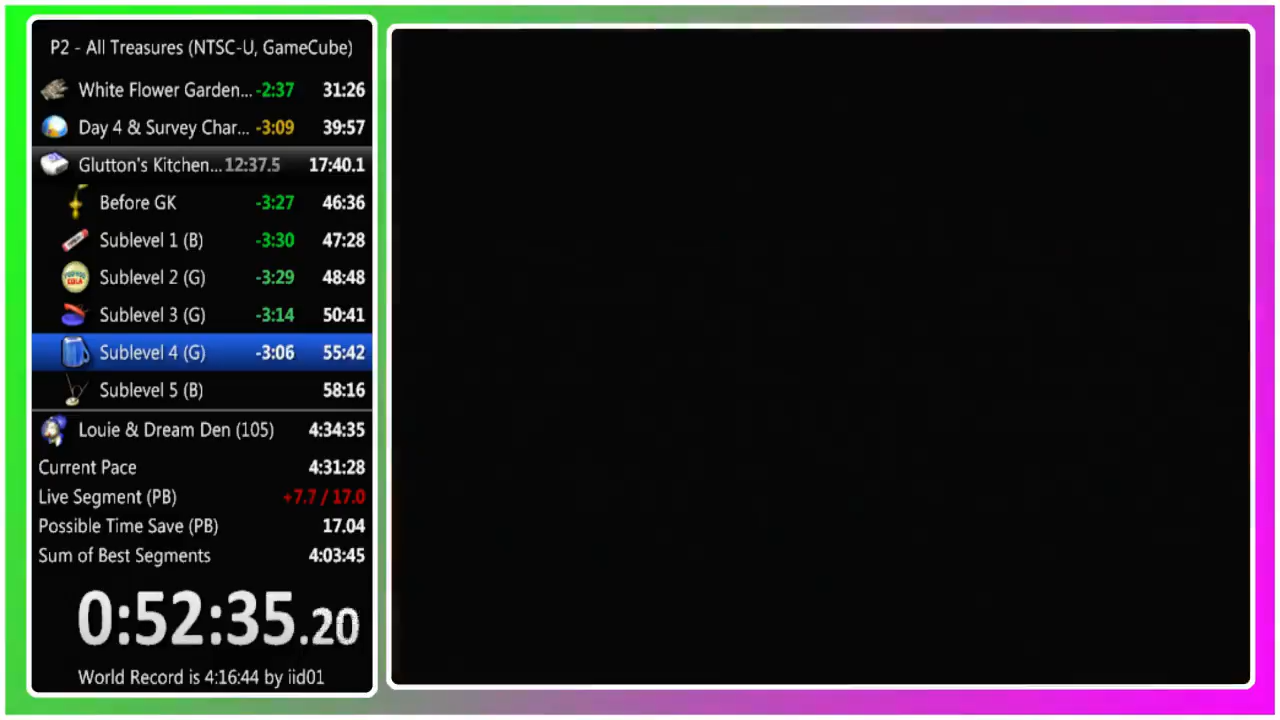 P2 - All Treasures (NTSC-U, GameCube)
White Flower Garden... -2:37 31:26
Day 4 & Survey Char... -3:09 39:57
Glutton's Kitchen... 12:37.5 17:40.1
Before GK -3:27 46:36
Sublevel 1 (B) -3:30 47:28
Sublevel 2 (G) -3:29 48:48
Sublevel 3 (G) -3:14 50:41
Sublevel 4 (G) -3:06 55:42
Sublevel 5 (B) 58:16
Louie & Dream Den (105) 4:34:35
Current Pace 4:31:28
Live Segment (PB) +7.7 / 17.0
Possible Time Save (PB) 17.04
Sum of Best Segments 4:03:45
0:52:35.20
World Record is 4:16:44 by iid01